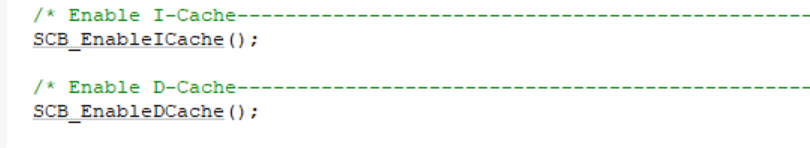 /* Enable I-Cache------------------------------------------------
SCB_EnableICache();
/* Enable D-Cache------------------------------------------------
SCB_EnableDCache();